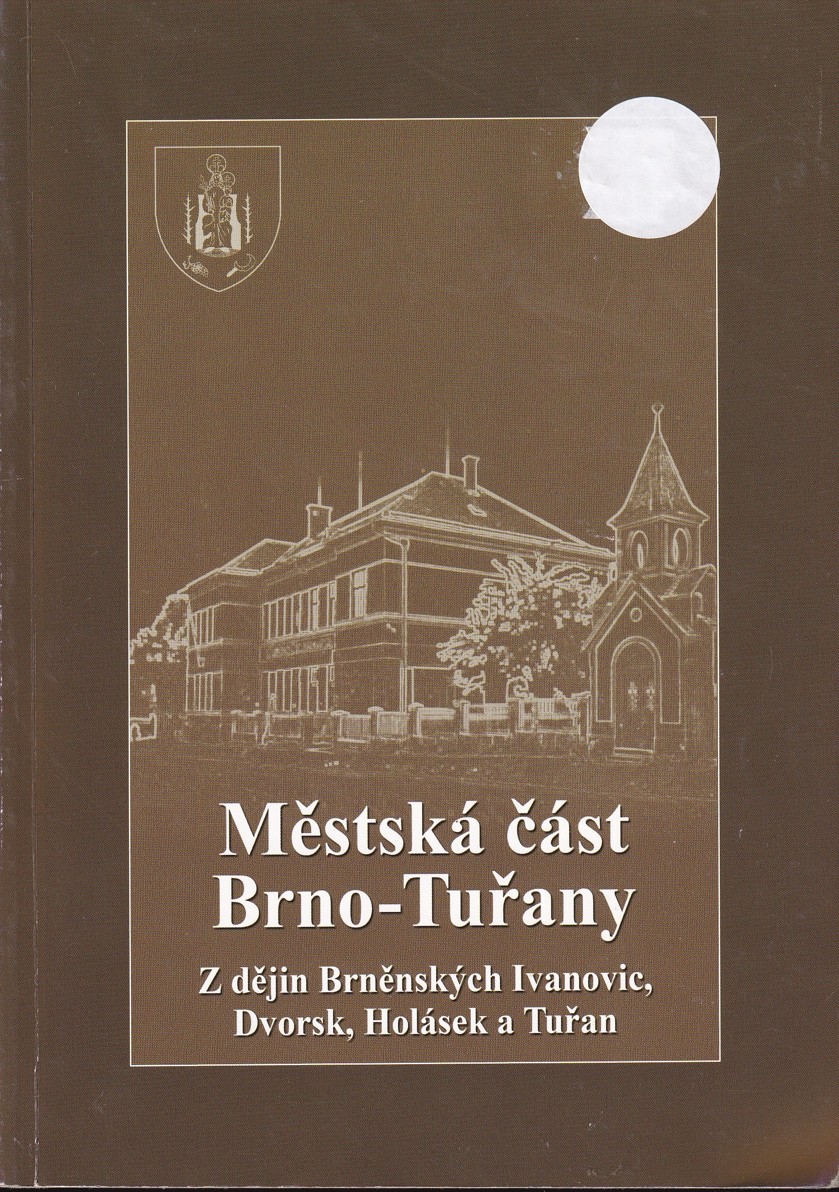 Městská část
Brno-Tuřany
Z dějin Brněnských Ivanovic,
Dvorsk, Holásek a Tuřan